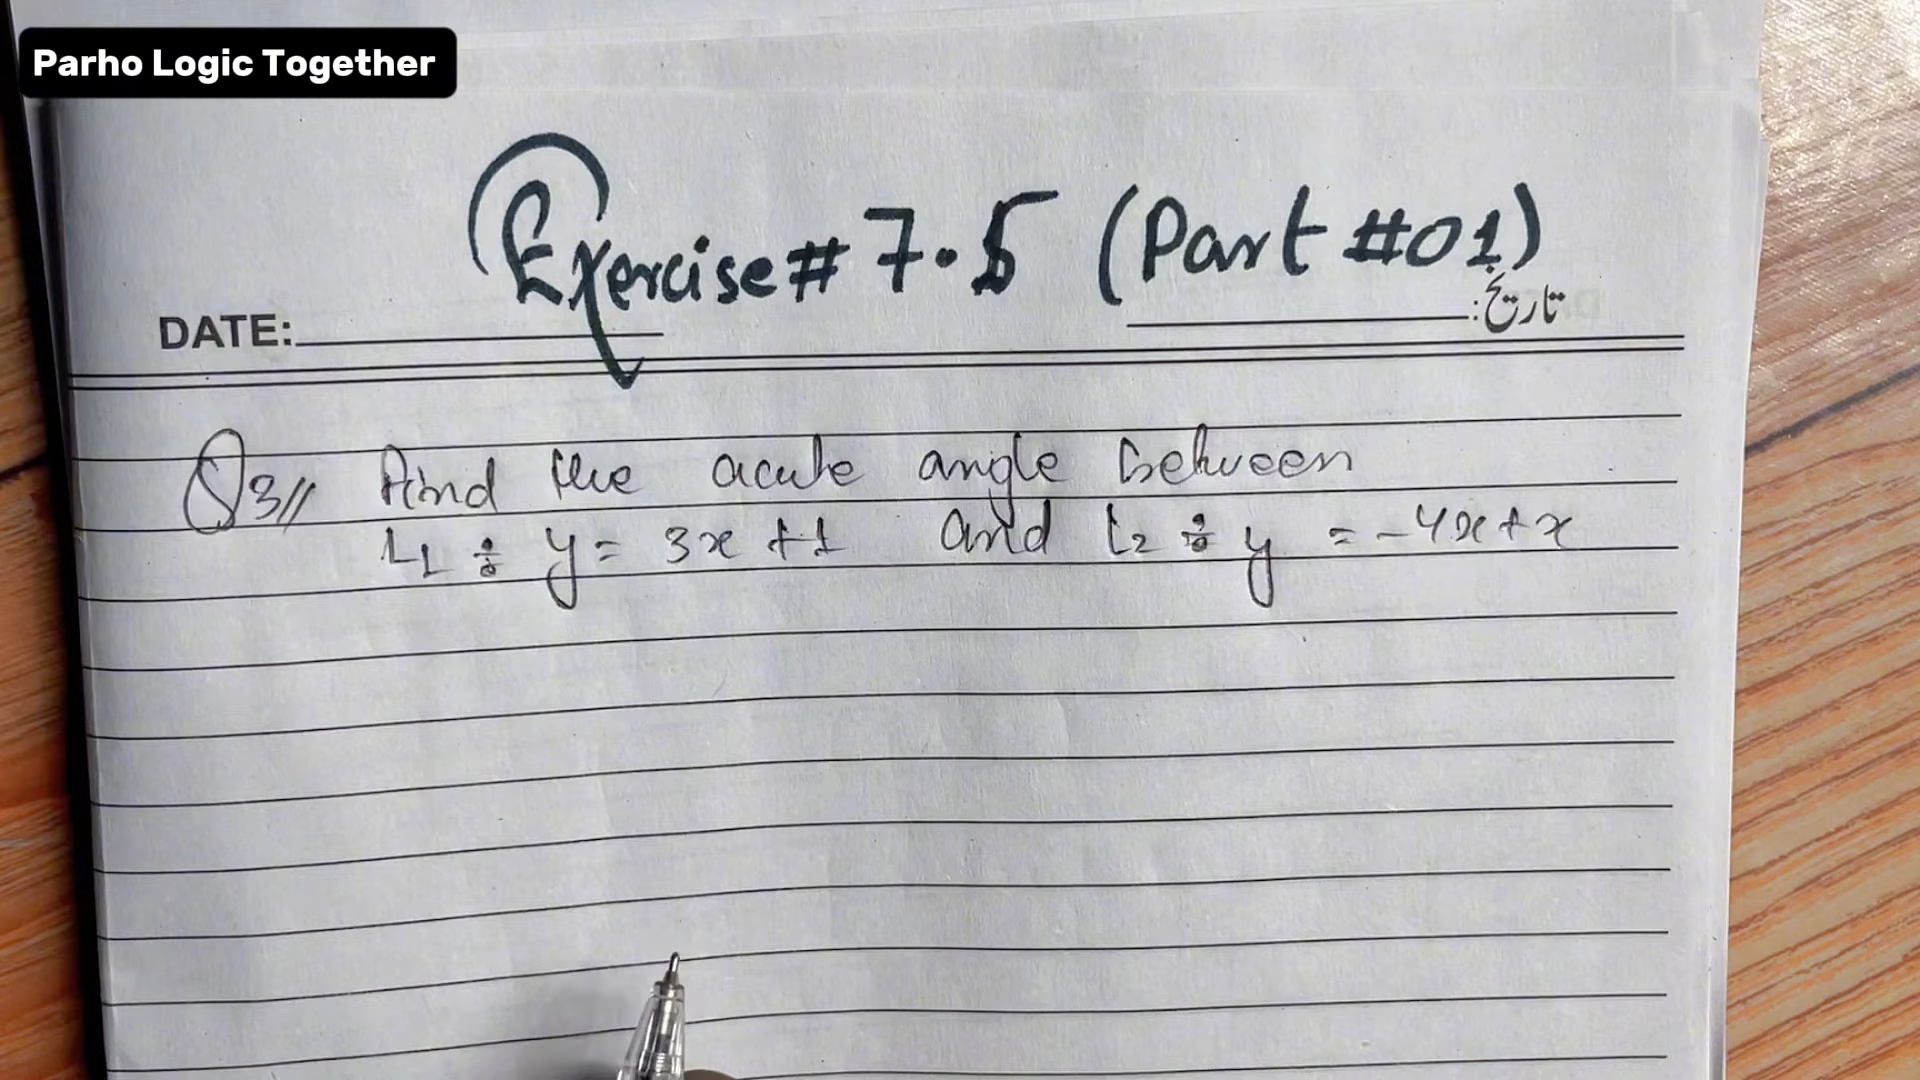 Parho Logic Together
Exercise# 7.5 (Part #01)
DATE: تاریخ:
Q3// Find the acute angle between
L₁ : y = 3x +1 and L₂ : y = -4x+x